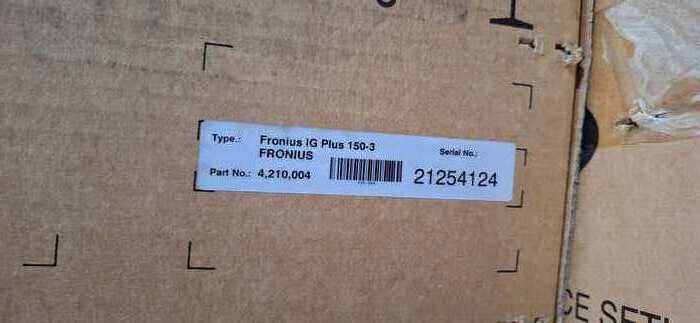 Type.: Fronius IG Plus 150-3
FRONIUS
Serial No.:
Part No.: 4,210,004
21254124